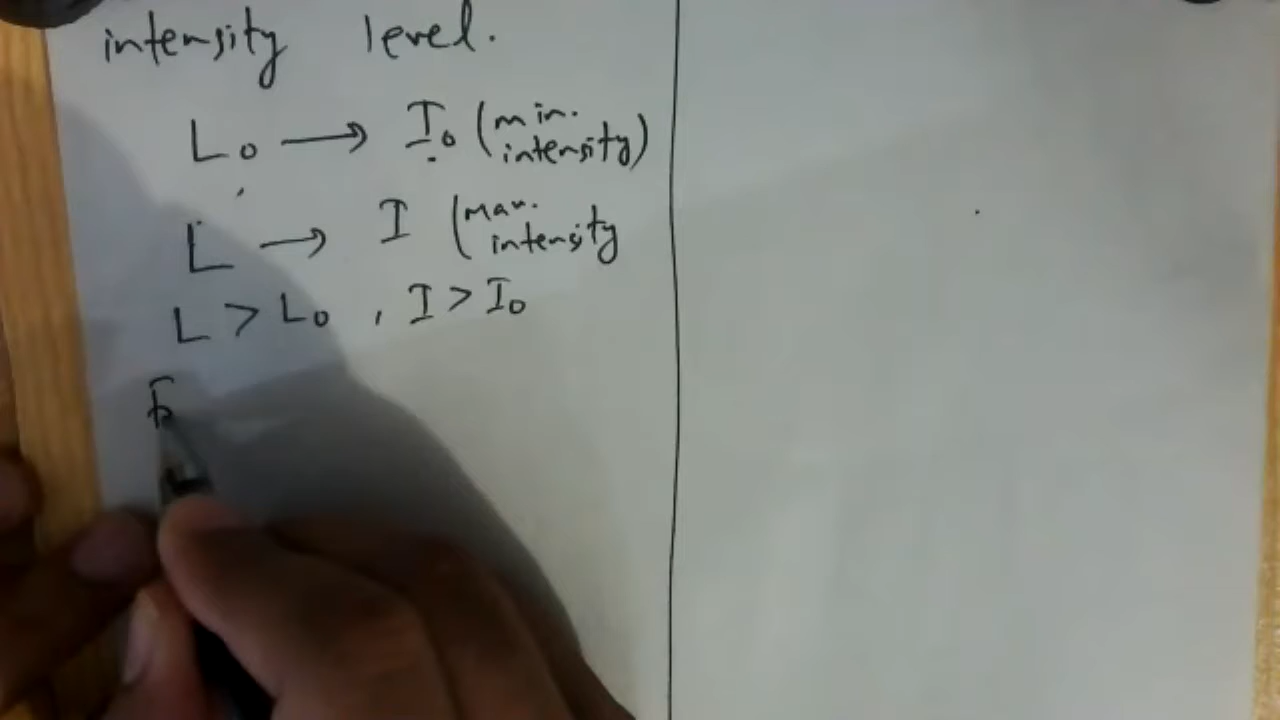 intensity level.
L₀ → I₀ (min. intensity)
L → I (max. intensity
L > L₀ , I > I₀